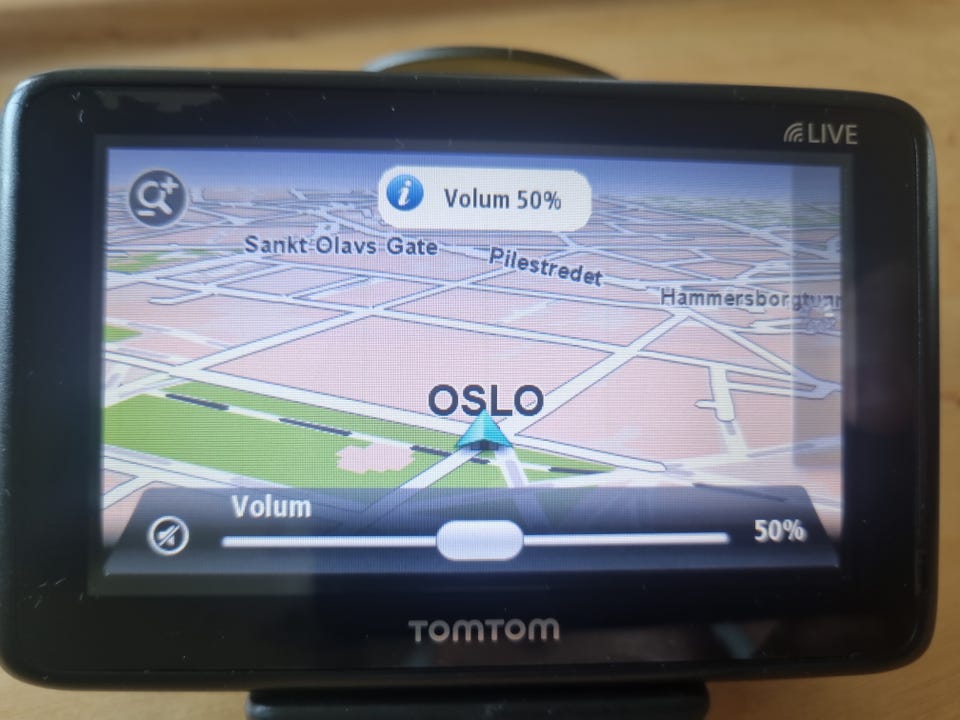 LIVE
Volum 50%
Sankt Olavs Gate
Pilestredet
OSLO
Volum
50%
TOMTOM